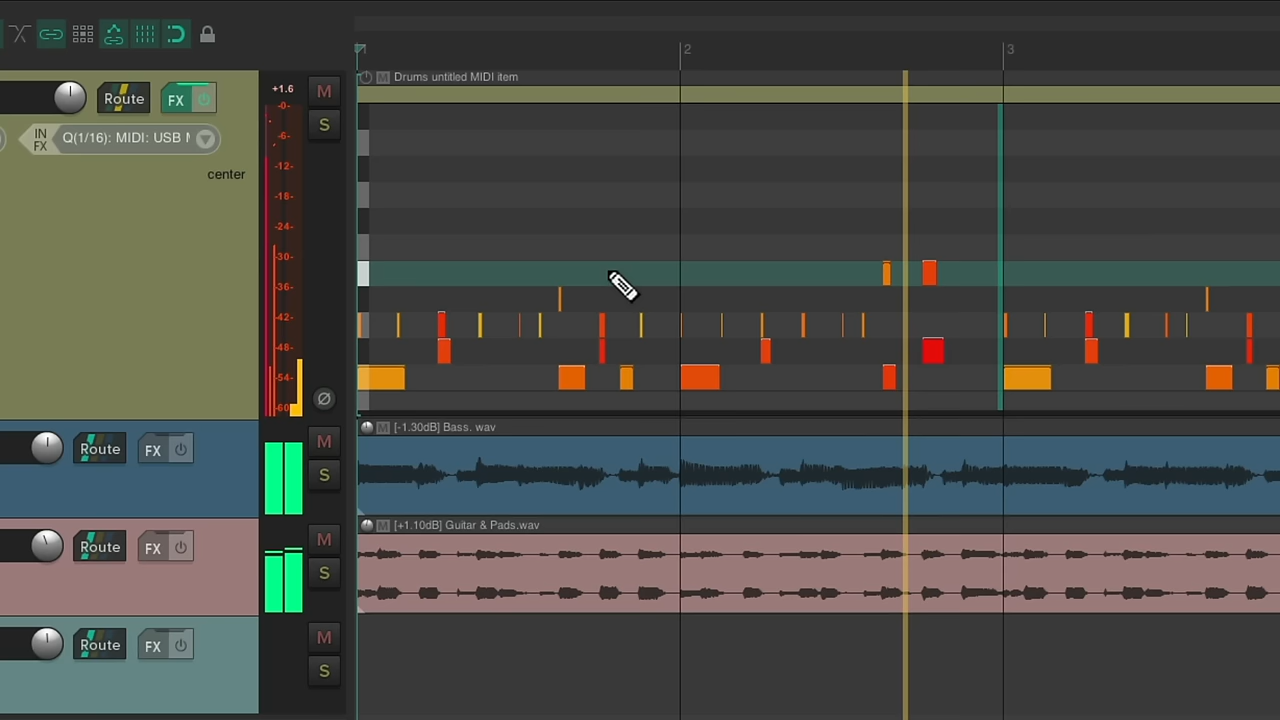 1
2
3
Drums untitled MIDI item
Route
FX
+1.6
M
-0-
S
-6-
IN
FX
Q(1/16): MIDI: USB M
-12-
center
-18-
-24-
-30-
-36-
-42-
-48-
-54-
-60-
Ø
M
[-1.30dB] Bass. wav
Route
FX
M
S
M
[+1.10dB] Guitar & Pads.wav
Route
FX
M
S
Route
FX
M
S